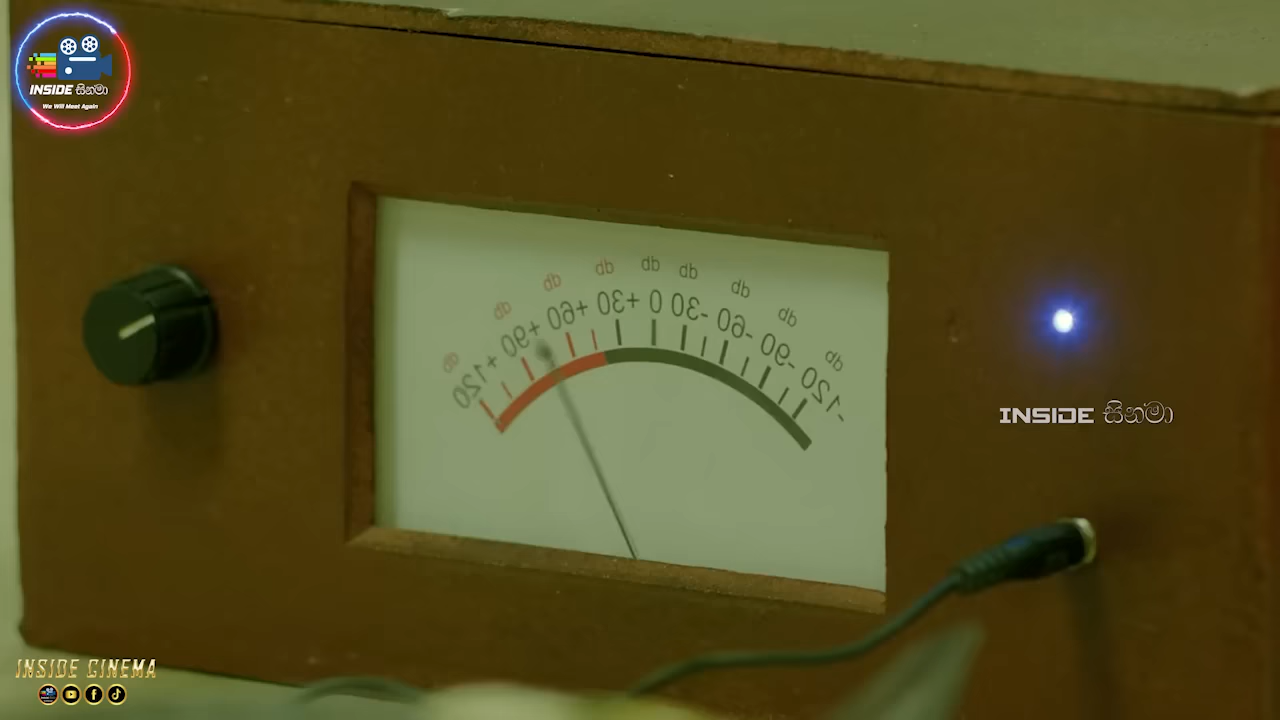 INSIDE සිනමා
We Will Meet Again
db db db db db db db db db
120 + 90+ 60+ 30+ 0 30- 60- 90- 120-
INSIDE සිනමා
INSIDE CINEMA